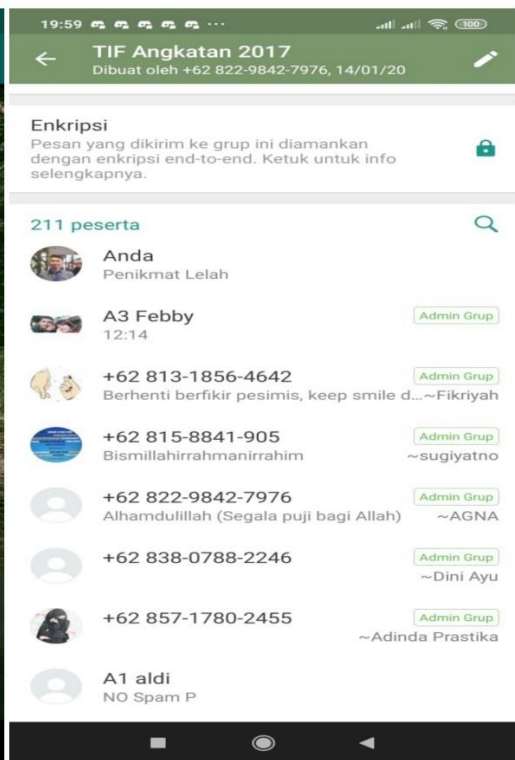 19:59
100
TIF Angkatan 2017
Dibuat oleh +62 822-9842-7976, 14/01/20
Enkripsi
Pesan yang dikirim ke grup ini diamankan
dengan enkripsi end-to-end. Ketuk untuk info
selengkapnya.
211 peserta
Anda
Penikmat Lelah
A3 Febby
Admin Grup
12:14
+62 813-1856-4642
Admin Grup
Berhenti berfikir pesimis, keep smile d...~Fikriyah
+62 815-8841-905
Admin Grup
Bismillahirrahmanirrahim ~sugiyatno
+62 822-9842-7976
Admin Grup
Alhamdulillah (Segala puji bagi Allah) ~AGNA
+62 838-0788-2246
Admin Grup
~Dini Ayu
+62 857-1780-2455
Admin Grup
~Adinda Prastika
A1 aldi
NO Spam P